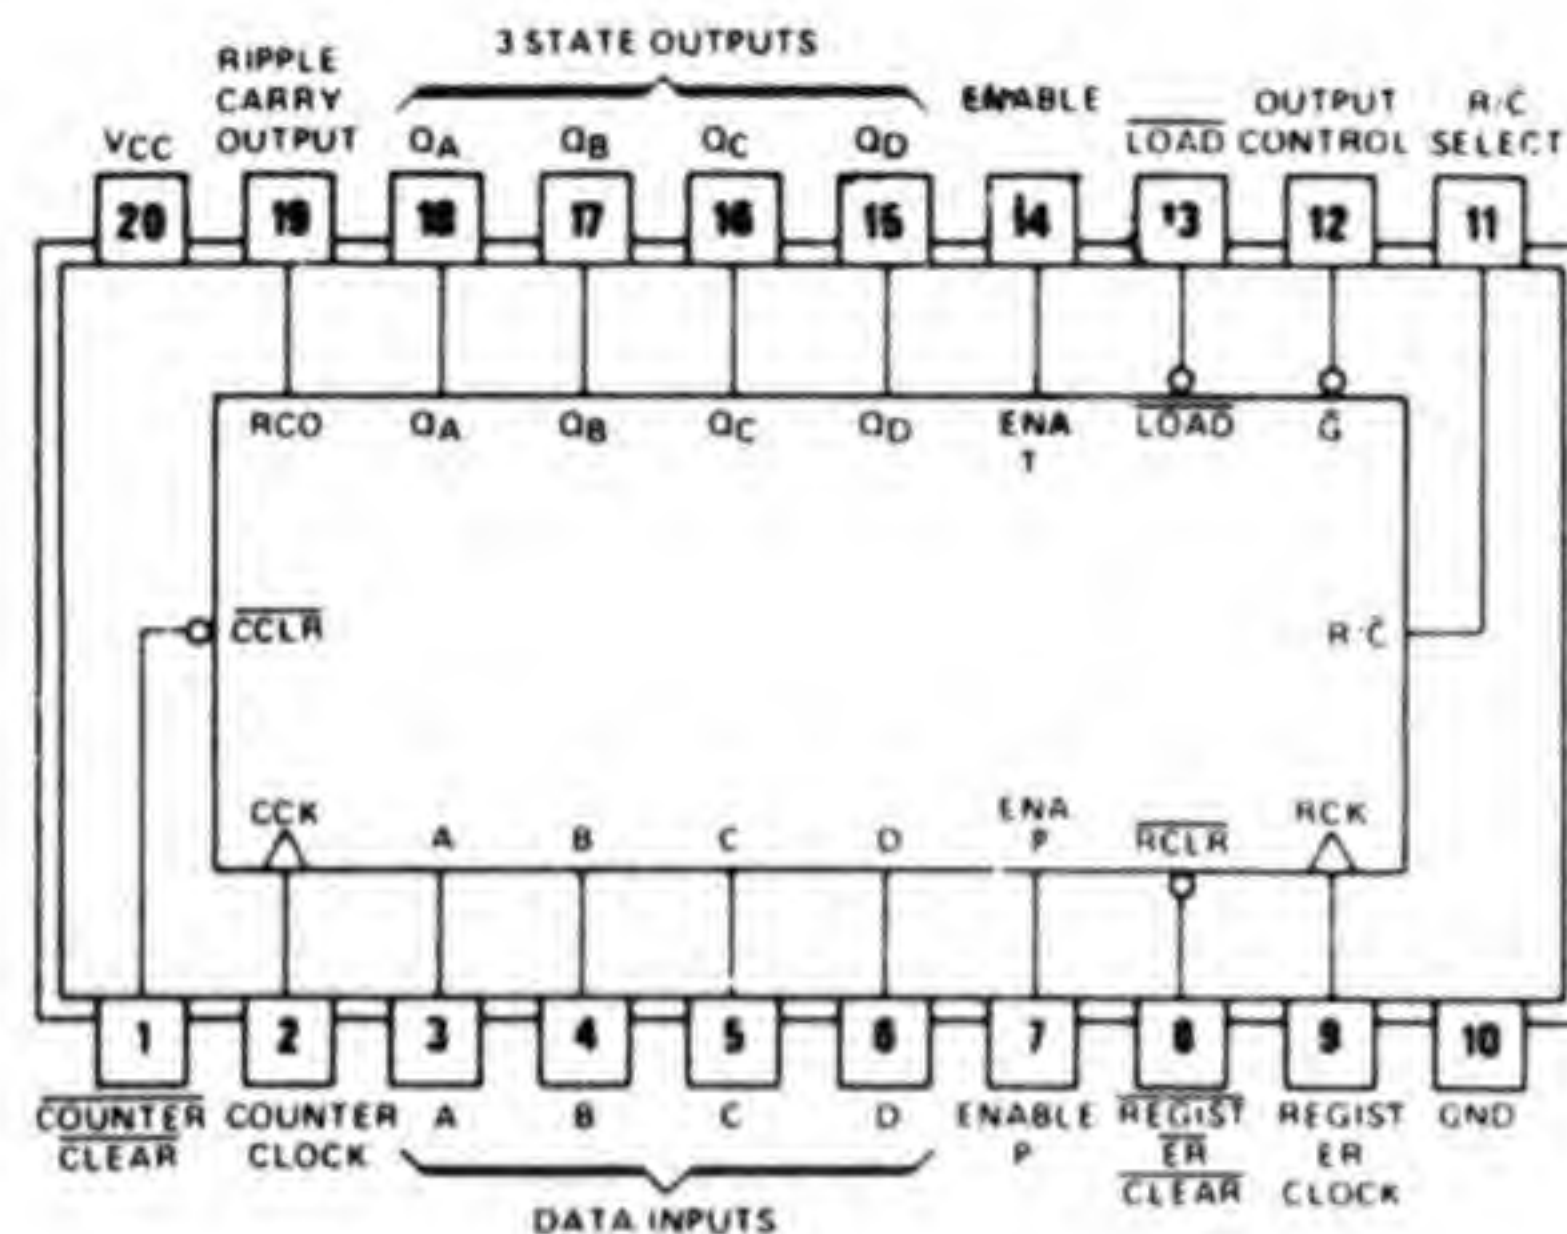 3 STATE OUTPUTS
RIPPLE
CARRY
OUTPUT
VCC
QA
QB
QC
QD
ENABLE
LOAD
OUTPUT
CONTROL
R/C
SELECT
20
19
18
17
16
15
14
13
12
11
RCO
QA
QB
QC
QD
ENA
T
LOAD
G
CCLR
R/C
CCK
A
B
C
D
ENA
P
RCLR
RCK
1
2
3
4
5
6
7
8
9
10
COUNTER
CLEAR
COUNTER
CLOCK
A
B
C
D
ENABLE
P
REGIST
ER
CLEAR
REGIST
ER
CLOCK
GND
DATA INPUTS